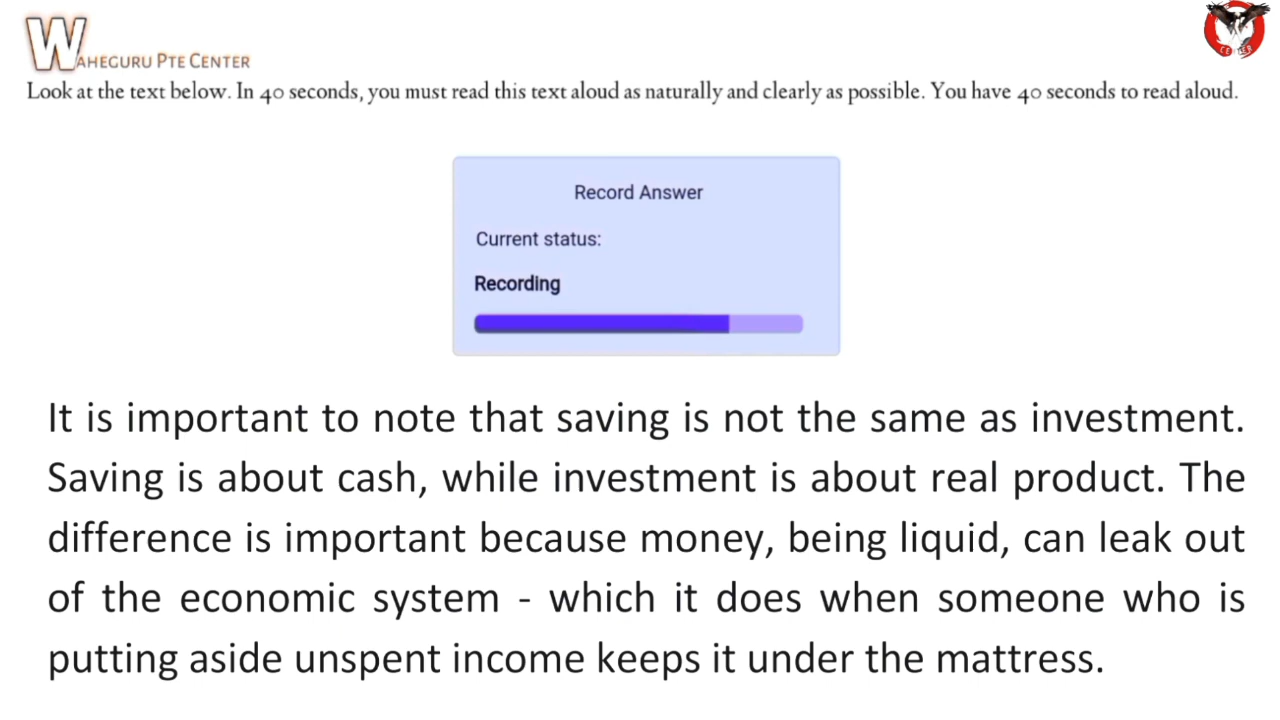 WAHEGURU PTE CENTER
CENTER
Look at the text below. In 40 seconds, you must read this text aloud as naturally and clearly as possible. You have 40 seconds to read aloud.
Record Answer
Current status:
Recording
It is important to note that saving is not the same as investment.
Saving is about cash, while investment is about real product. The
difference is important because money, being liquid, can leak out
of the economic system - which it does when someone who is
putting aside unspent income keeps it under the mattress.